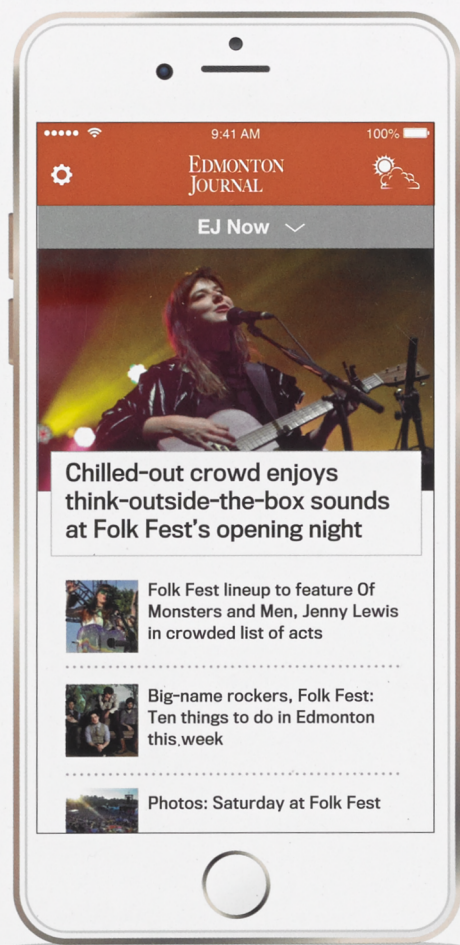 9:41 AM
100%
EDMONTON
JOURNAL
EJ Now
Chilled-out crowd enjoys
think-outside-the-box sounds
at Folk Fest's opening night
Folk Fest lineup to feature Of
Monsters and Men, Jenny Lewis
in crowded list of acts
Big-name rockers, Folk Fest:
Ten things to do in Edmonton
this week
Photos: Saturday at Folk Fest